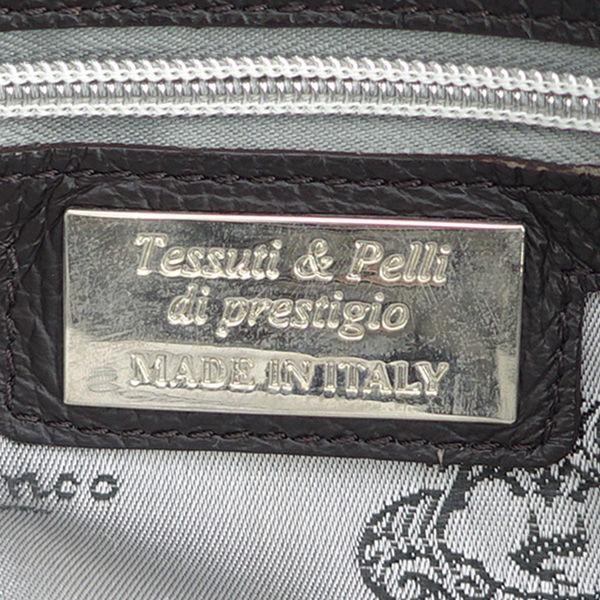 Tessuti & Pelli
di prestigio
MADE IN ITALY